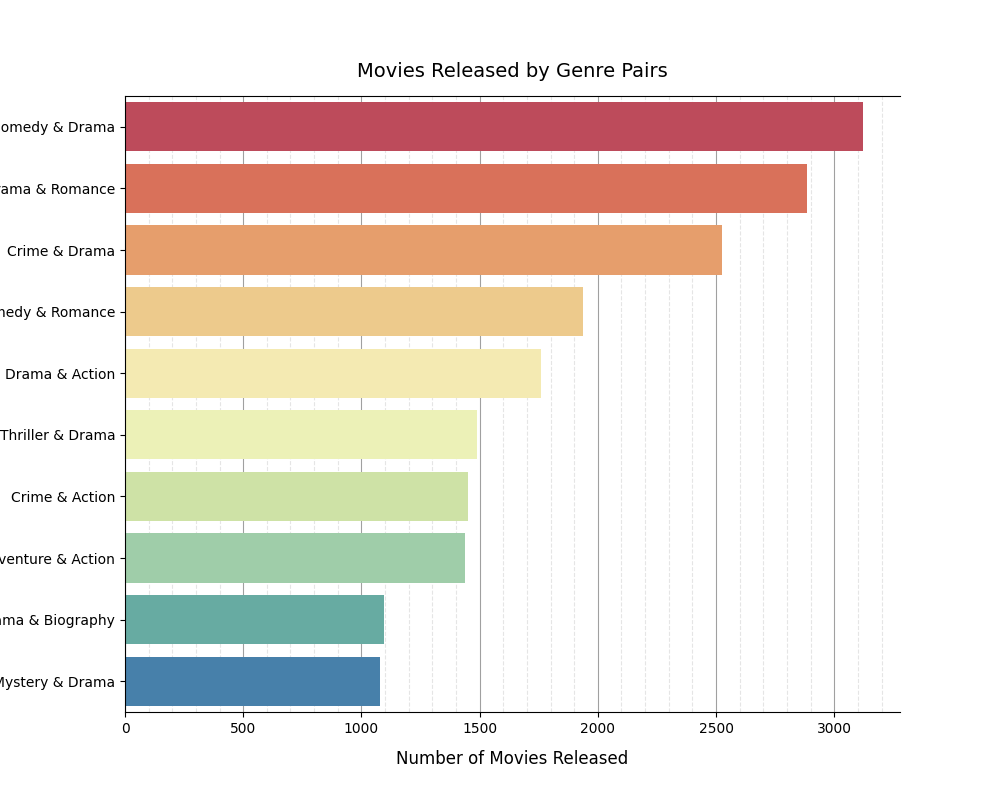 Movies Released by Genre Pairs
omedy & Drama
ama & Romance
Crime & Drama
medy & Romance
Drama & Action
Thriller & Drama
Crime & Action
venture & Action
ma & Biography
Mystery & Drama
0 500 1000 1500 2000 2500 3000
Number of Movies Released